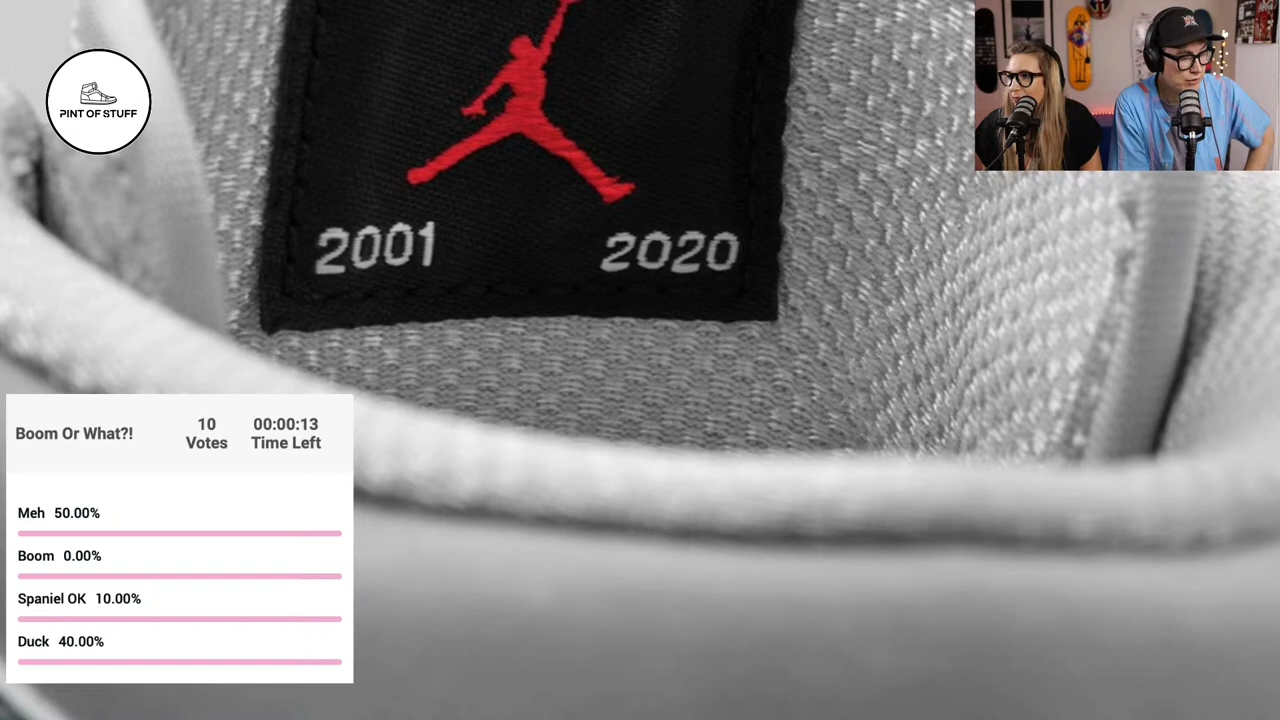 PINT OF STUFF
2001
2020
Boom Or What?!
10
Votes
00:00:13
Time Left
Meh 50.00%
Boom 0.00%
Spaniel OK 10.00%
Duck 40.00%